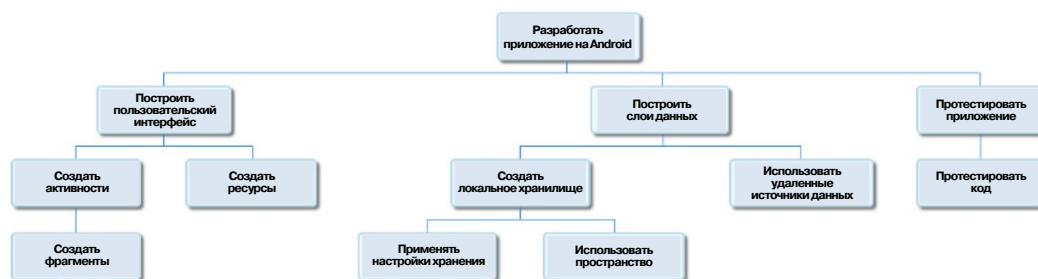 Разработать
приложение на Android
Построить
пользовательский
интерфейс
Построить
слои данных
Протестировать
приложение
Создать
активности
Создать
ресурсы
Создать
локальное хранилище
Использовать
удаленные
источники данных
Протестировать
код
Создать
фрагменты
Применять
настройки хранения
Использовать
пространство